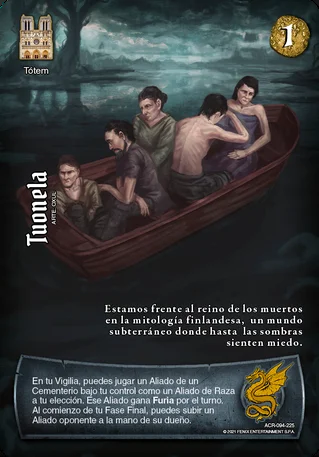 1
Tótem
Tuonela
ARTE: OXUL
Estamos frente al reino de los muertos
en la mitología finlandesa, un mundo
subterráneo donde hasta las sombras
sienten miedo.
En tu Vigilia, puedes jugar un Aliado de un
Cementerio bajo tu control como un Aliado de Raza
a tu elección. Ese Aliado gana Furia por el turno.
Al comienzo de tu Fase Final, puedes subir un
Aliado oponente a la mano de su dueño.
ACR-094-225
© 2021 FENIX ENTERTAINMENT S.P.A.